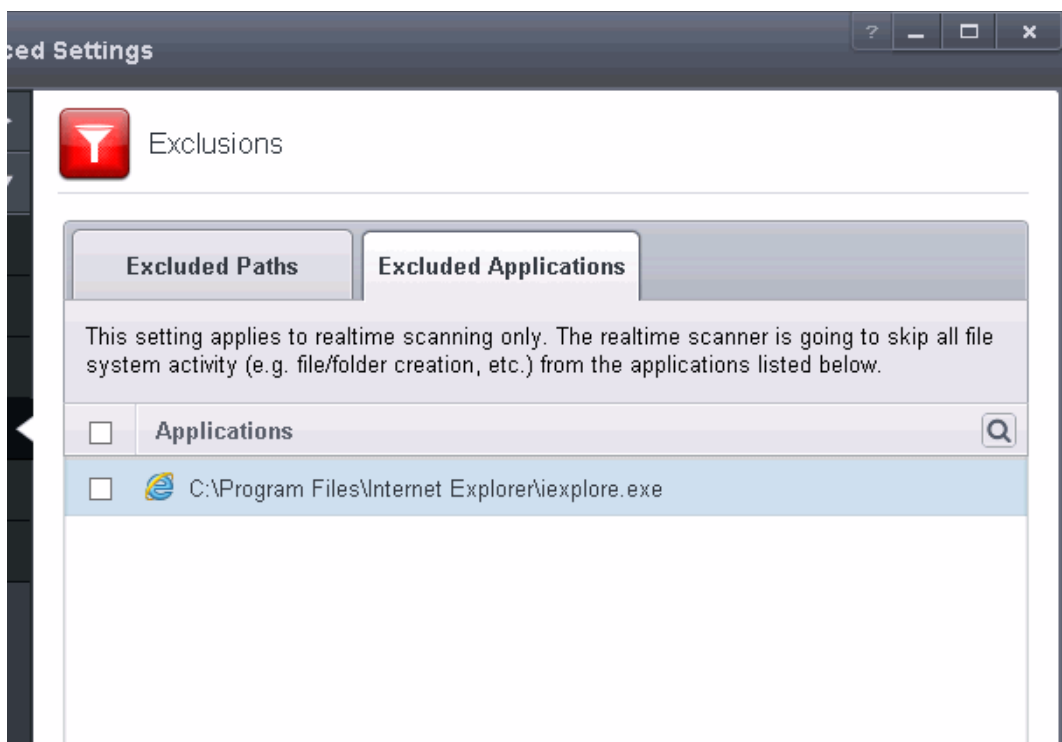 ced Settings
?
Exclusions
Excluded Paths
Excluded Applications
This setting applies to realtime scanning only. The realtime scanner is going to skip all file
system activity (e.g. file/folder creation, etc.) from the applications listed below.
Applications
C:\Program Files\Internet Explorer\iexplore.exe